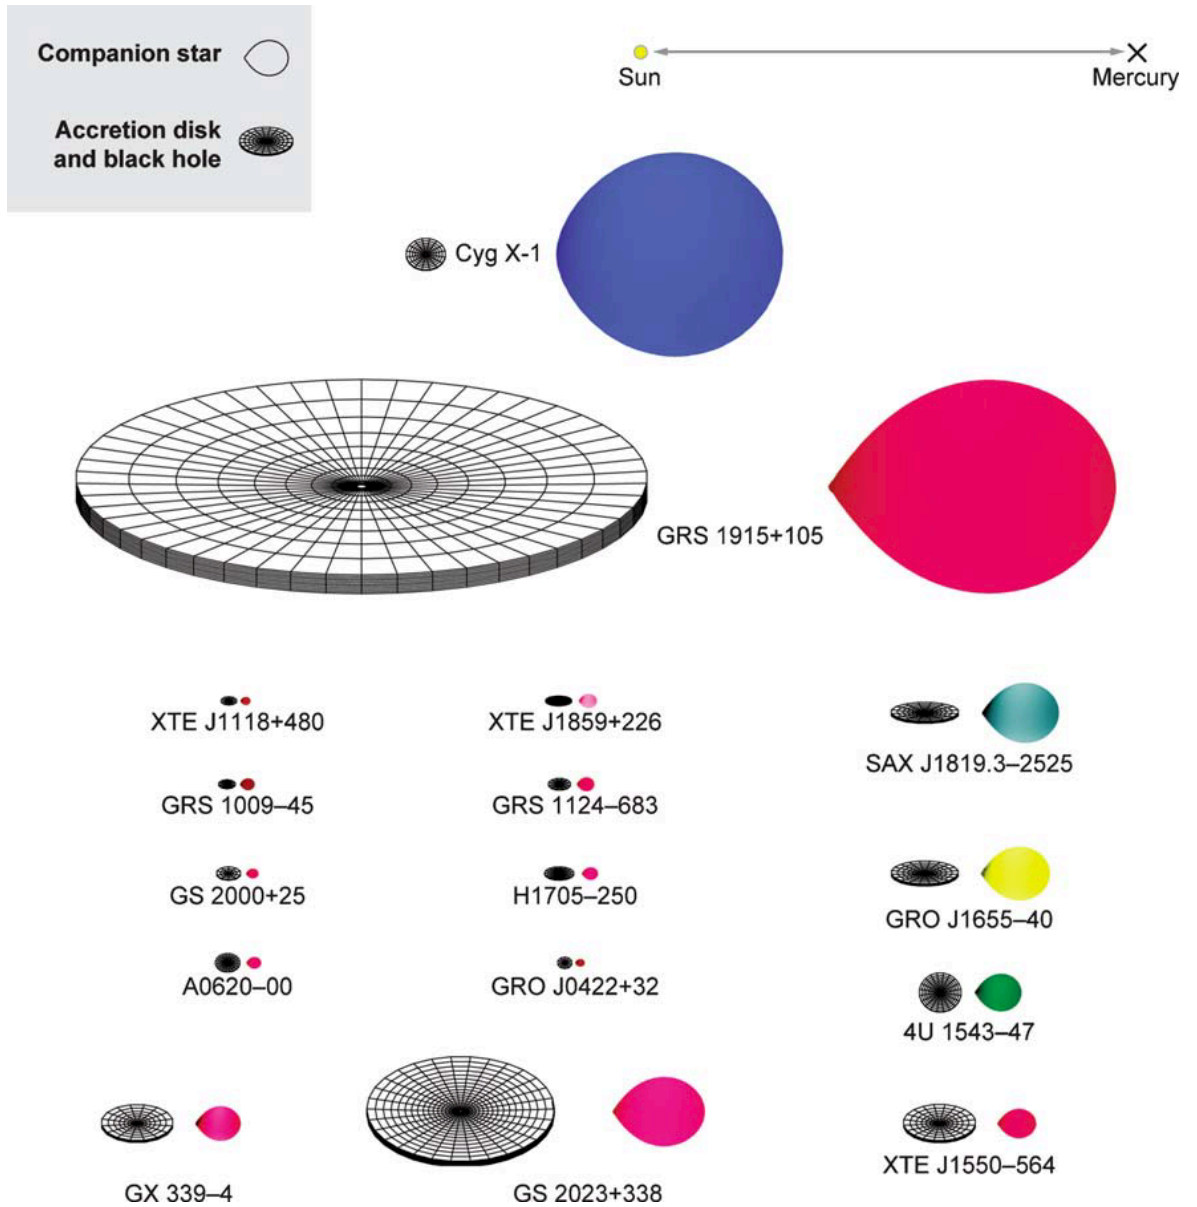 Companion star
Accretion disk
and black hole
Sun
Mercury
Cyg X-1
GRS 1915+105
XTE J1118+480
XTE J1859+226
SAX J1819.3–2525
GRS 1009–45
GRS 1124–683
GS 2000+25
H1705–250
GRO J1655–40
A0620–00
GRO J0422+32
4U 1543–47
GX 339–4
GS 2023+338
XTE J1550–564